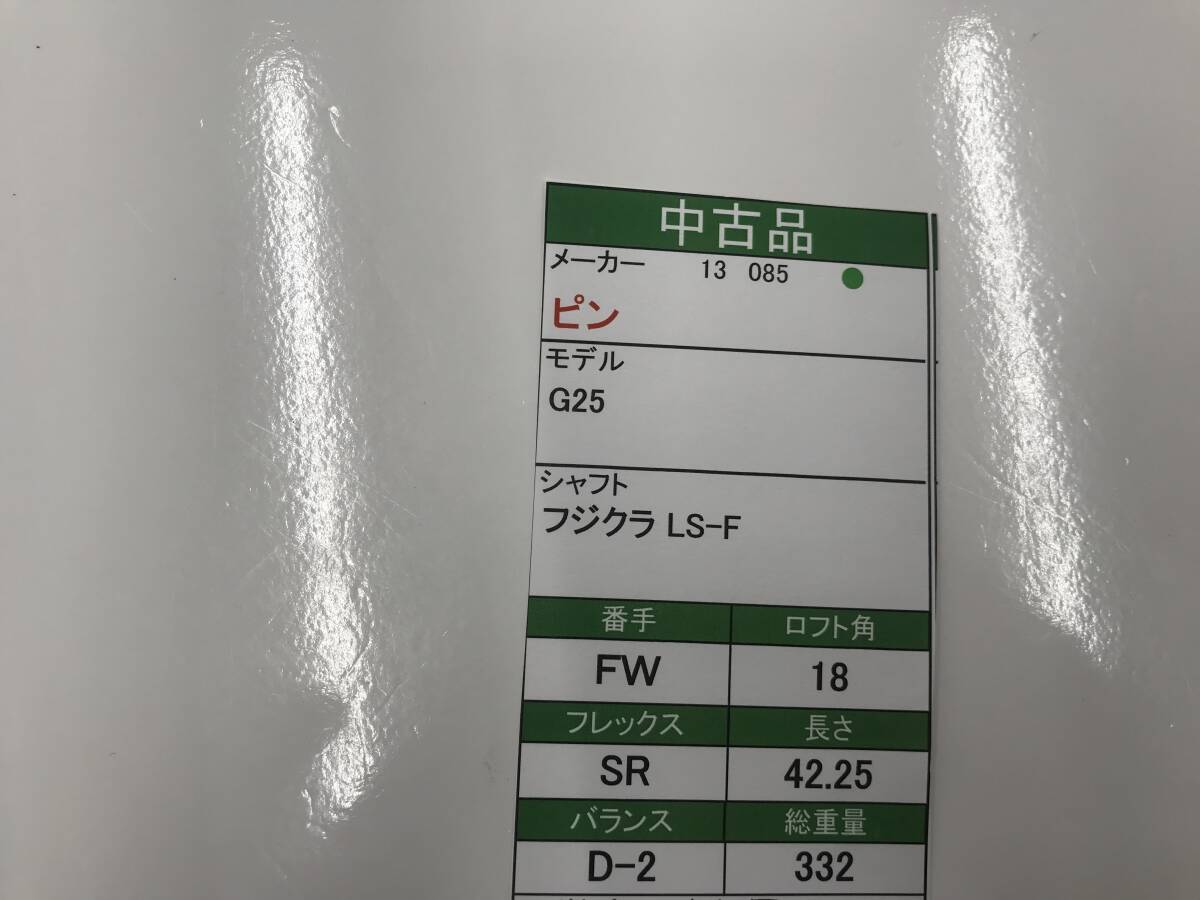 中古品
メーカー 13 085
ピン
モデル
G25
シャフト
フジクラ LS-F
番手 ロフト角
FW 18
フレックス 長さ
SR 42.25
バランス 総重量
D-2 332